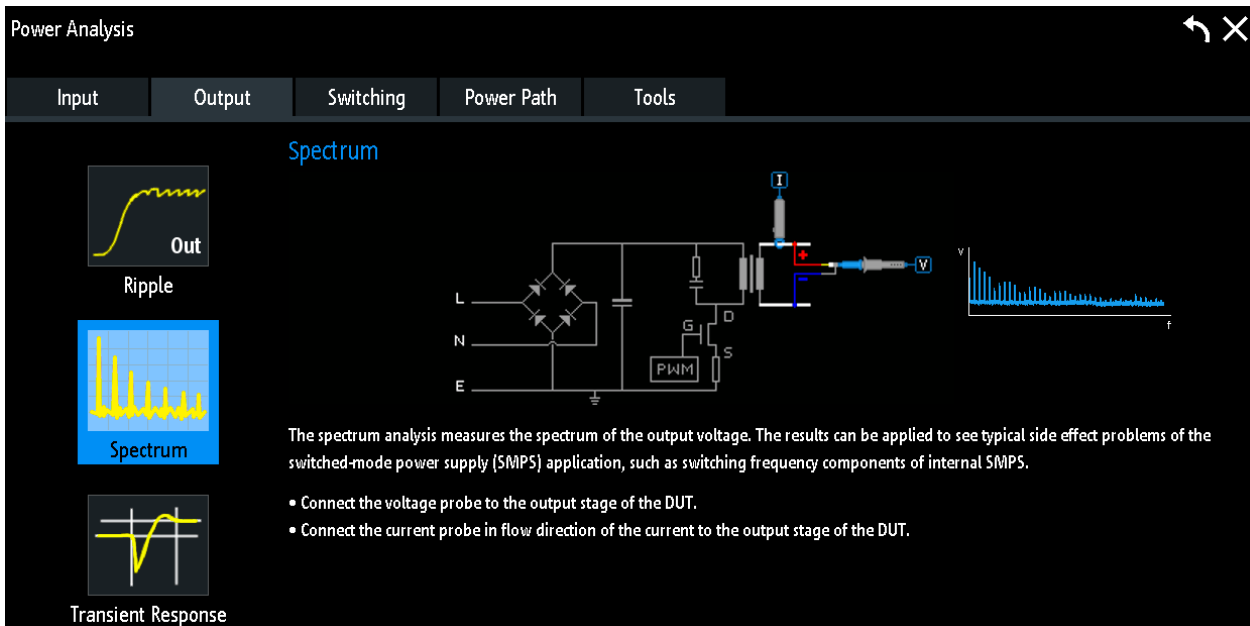 Power Analysis
Input Output Switching Power Path Tools
Spectrum
Out
Ripple
Spectrum
Transient Response
I
+
-
V
L
N
E
G
D
S
PWM
V
f
The spectrum analysis measures the spectrum of the output voltage. The results can be applied to see typical side effect problems of the
switched-mode power supply (SMPS) application, such as switching frequency components of internal SMPS.
• Connect the voltage probe to the output stage of the DUT.
• Connect the current probe in flow direction of the current to the output stage of the DUT.